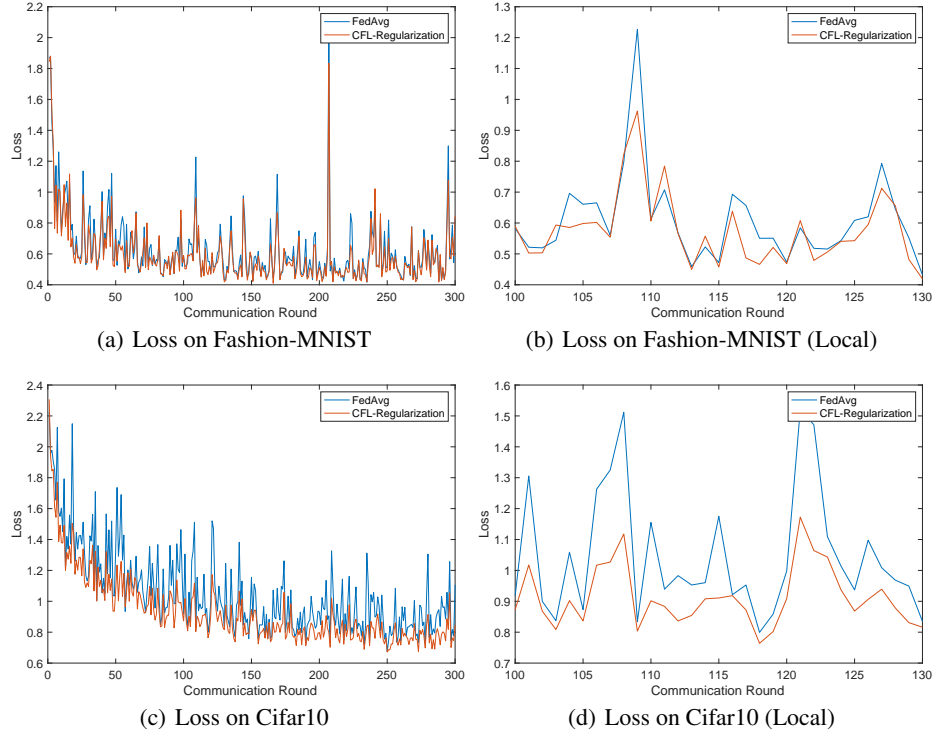 FedAvg
CFL-Regularization
2.2
2
1.8
1.6
1.4
1.2
1
0.8
0.6
0.4
Loss
0 50 100 150 200 250 300
Communication Round
(a) Loss on Fashion-MNIST
FedAvg
CFL-Regularization
1.3
1.2
1.1
1
0.9
0.8
0.7
0.6
0.5
0.4
Loss
100 105 110 115 120 125 130
Communication Round
(b) Loss on Fashion-MNIST (Local)
FedAvg
CFL-Regularization
2.4
2.2
2
1.8
1.6
1.4
1.2
1
0.8
0.6
Loss
0 50 100 150 200 250 300
Communication Round
(c) Loss on Cifar10
FedAvg
CFL-Regularization
1.6
1.5
1.4
1.3
1.2
1.1
1
0.9
0.8
0.7
Loss
100 105 110 115 120 125 130
Communication Round
(d) Loss on Cifar10 (Local)